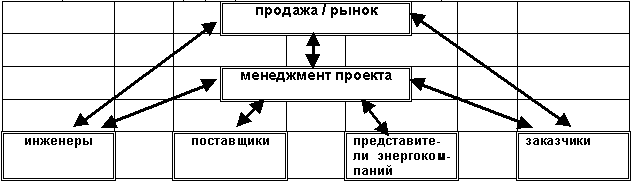 продажа / рынок
менеджмент проекта
инженеры
поставщики
представите-
ли энергоком-
паний
заказчики